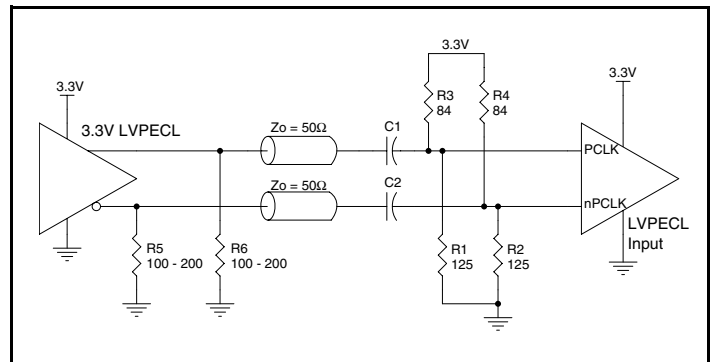 3.3V
3.3V LVPECL
Zo = 50Ω
C1
Zo = 50Ω
C2
R5
100 - 200
R6
100 - 200
3.3V
R3
84
R4
84
R1
125
R2
125
3.3V
PCLK
nPCLK
LVPECL
Input